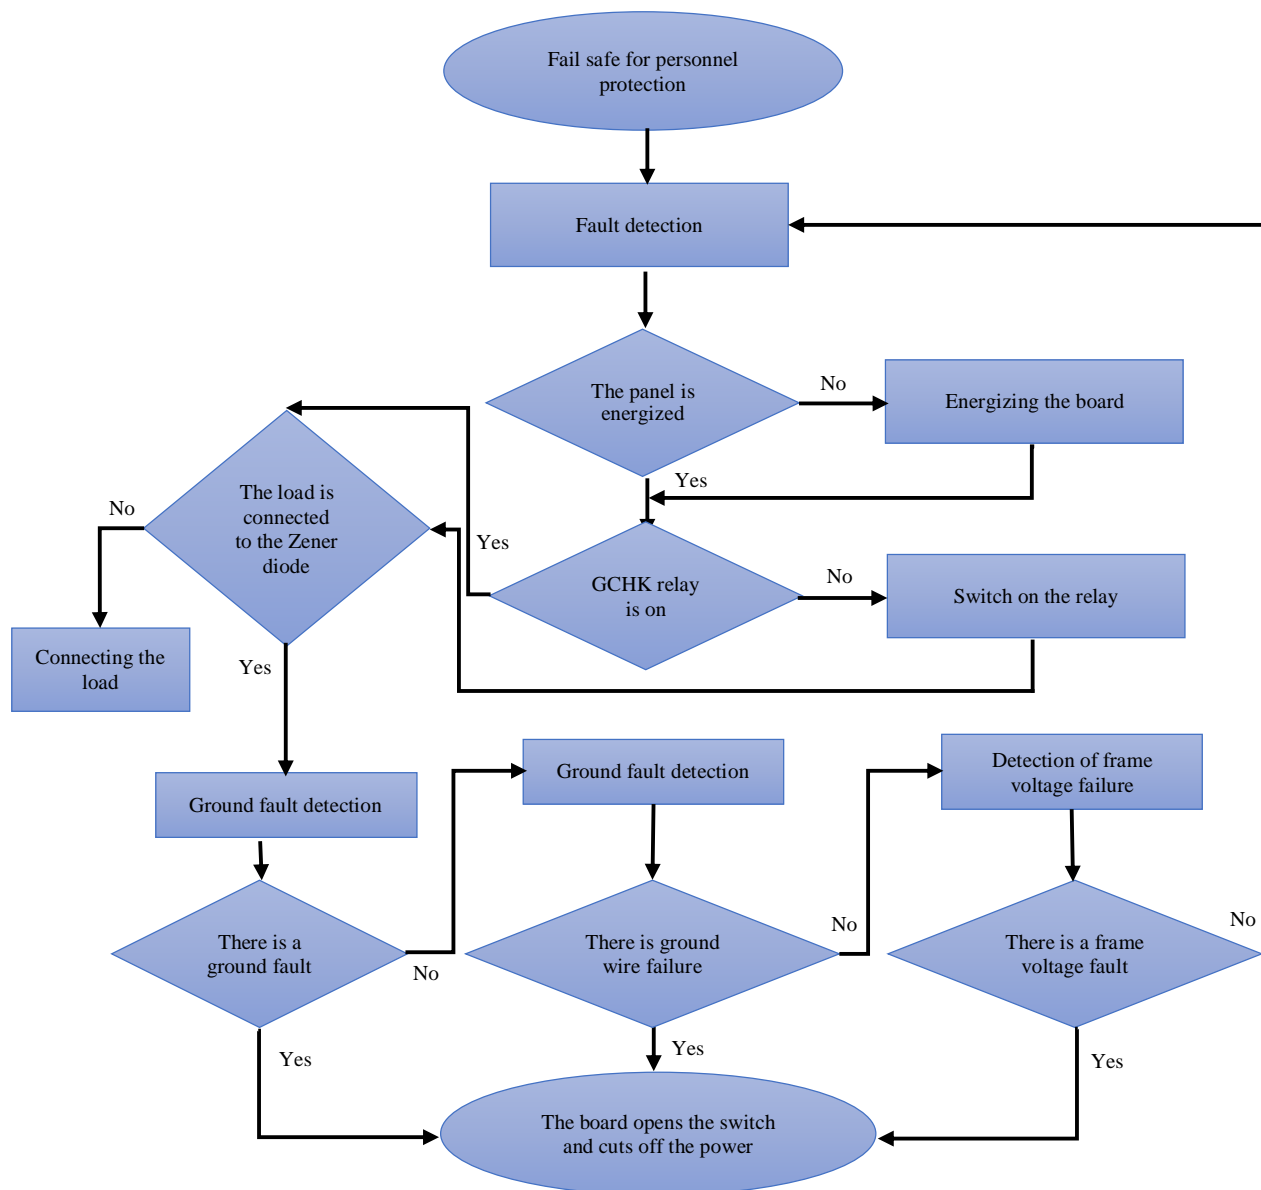 Fail safe for personnel
protection
Fault detection
The panel is
energized
No
Energizing the board
Yes
The load is
connected
to the Zener
diode
No
Yes
GCHK relay
is on
No
Switch on the relay
Connecting the
load
Yes
Ground fault detection
Ground fault detection
Detection of frame
voltage failure
There is a
ground fault
No
There is ground
wire failure
No
There is a frame
voltage fault
No
Yes
Yes
Yes
The board opens the switch
and cuts off the power